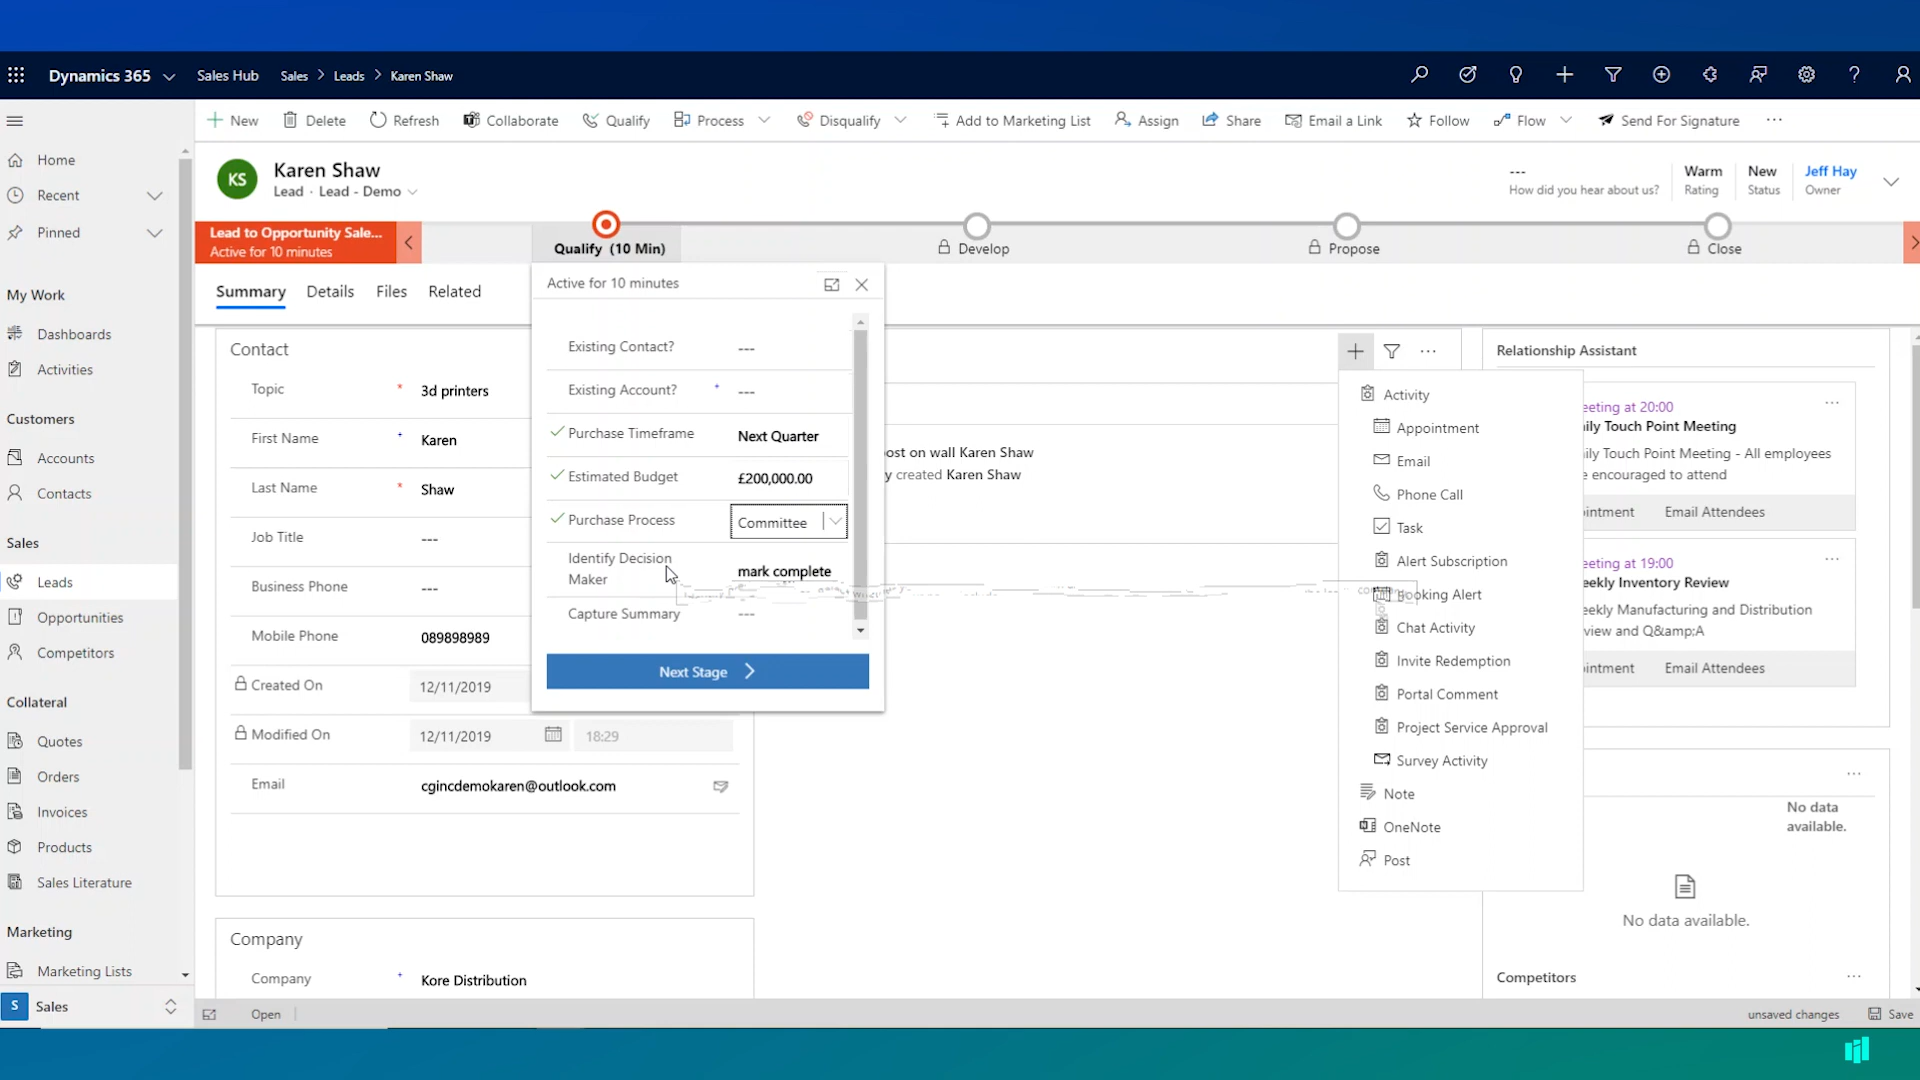 Dynamics 365
Sales Hub
Sales > Leads > Karen Shaw
New
Delete
Refresh
Collaborate
Qualify
Process
Disqualify
Add to Marketing List
Assign
Share
Email a Link
Follow
Flow
Send For Signature
Home
Recent
Pinned
My Work
Dashboards
Activities
Customers
Accounts
Contacts
Sales
Leads
Opportunities
Competitors
Collateral
Quotes
Orders
Invoices
Products
Sales Literature
Marketing
Marketing Lists
S Sales
KS
Karen Shaw
Lead · Lead - Demo
---
How did you hear about us?
Warm
Rating
New
Status
Jeff Hay
Owner
Lead to Opportunity Sale...
Active for 10 minutes
Qualify (10 Min)
Develop
Propose
Close
Summary
Details
Files
Related
Contact
Topic * 3d printers
First Name + Karen
Last Name * Shaw
Job Title ---
Business Phone ---
Mobile Phone 089898989
Created On 12/11/2019
Modified On 12/11/2019 18:29
Email cgincdemokaren@outlook.com
Company
Company + Kore Distribution
Active for 10 minutes
Existing Contact? ---
Existing Account? + ---
Purchase Timeframe Next Quarter
Estimated Budget £200,000.00
Purchase Process Committee
Identify Decision
Maker
mark complete
Capture Summary ---
Next Stage
ost on wall Karen Shaw
y created Karen Shaw
Activity
Appointment
Email
Phone Call
Task
Alert Subscription
Booking Alert
Chat Activity
Invite Redemption
Portal Comment
Project Service Approval
Survey Activity
Note
OneNote
Post
Relationship Assistant
eeting at 20:00
ily Touch Point Meeting
ily Touch Point Meeting - All employees
e encouraged to attend
intment
Email Attendees
eeting at 19:00
eekly Inventory Review
eekly Manufacturing and Distribution
view and Q&amp;A
intment
Email Attendees
No data
available.
No data available.
Competitors
Open
unsaved changes
Save